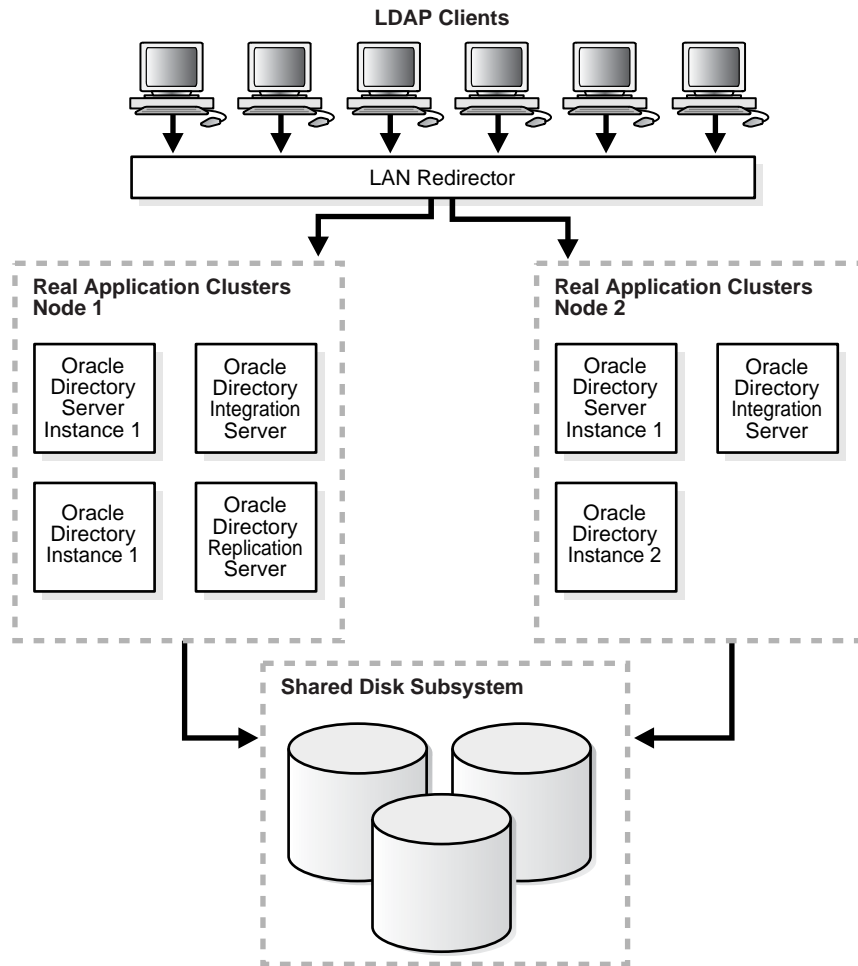 LDAP Clients
LAN Redirector
Real Application Clusters
Node 1
Oracle
Directory
Server
Instance 1
Oracle
Directory
Integration
Server
Oracle
Directory
Instance 1
Oracle
Directory
Replication
Server
Real Application Clusters
Node 2
Oracle
Directory
Server
Instance 1
Oracle
Directory
Integration
Server
Oracle
Directory
Instance 2
Shared Disk Subsystem